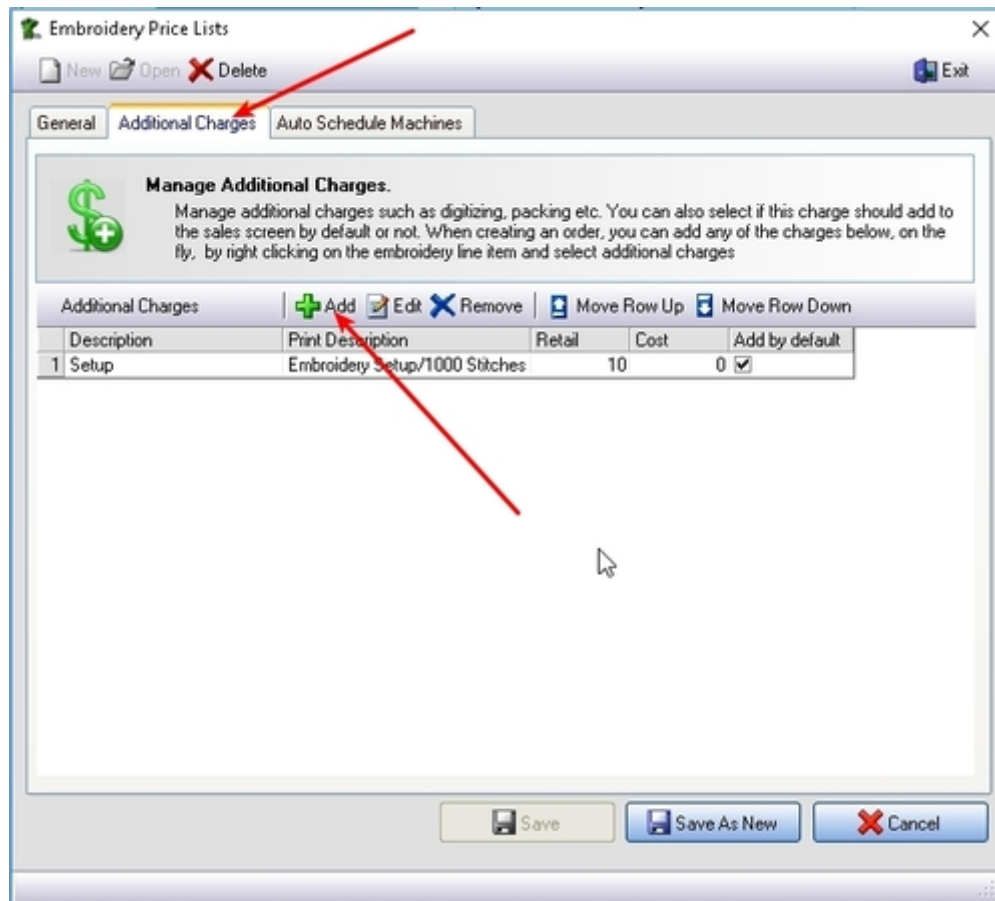 Embroidery Price Lists
New Open Delete Exit
General Additional Charges Auto Schedule Machines
Manage Additional Charges.
Manage additional charges such as digitizing, packing etc. You can also select if this charge should add to
the sales screen by default or not. When creating an order, you can add any of the charges below, on the
fly, by right clicking on the embroidery line item and select additional charges
Additional Charges Add Edit Remove Move Row Up Move Row Down
Description Print Description Retail Cost Add by default
1 Setup Embroidery Setup/1000 Stitches 10 0
Save Save As New Cancel